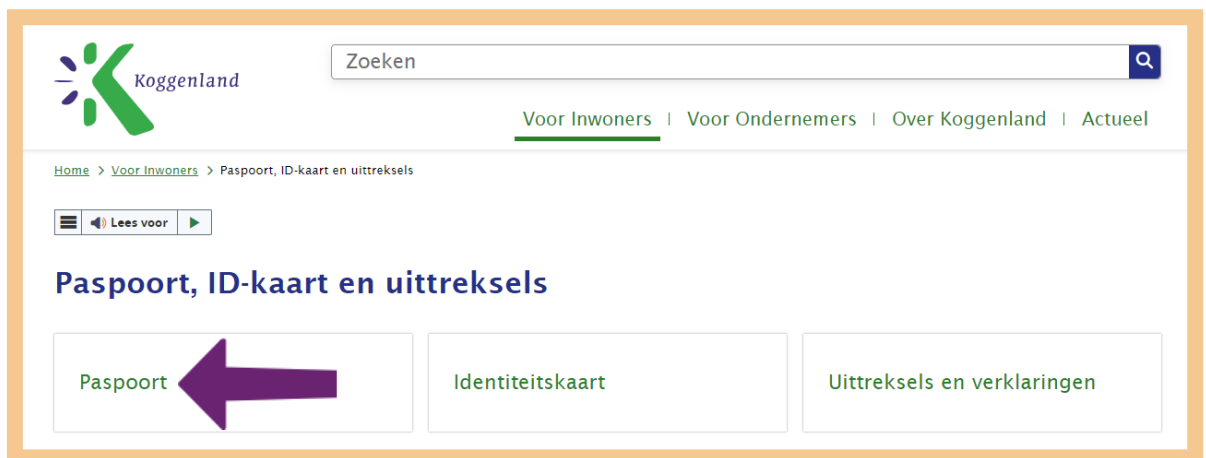 Koggenland
Zoeken
Voor Inwoners | Voor Ondernemers | Over Koggenland | Actueel
Home > Voor Inwoners > Paspoort, ID-kaart en uittreksels
Lees voor
Paspoort, ID-kaart en uittreksels
Paspoort
Identiteitskaart
Uittreksels en verklaringen